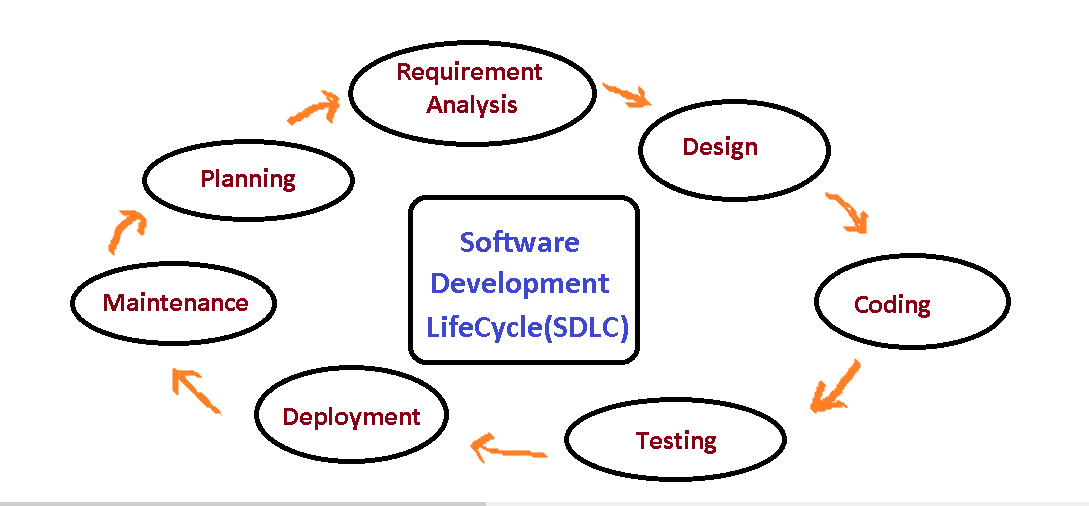 Requirement
Analysis
Design
Planning
Software
Development
LifeCycle(SDLC)
Maintenance
Coding
Deployment
Testing